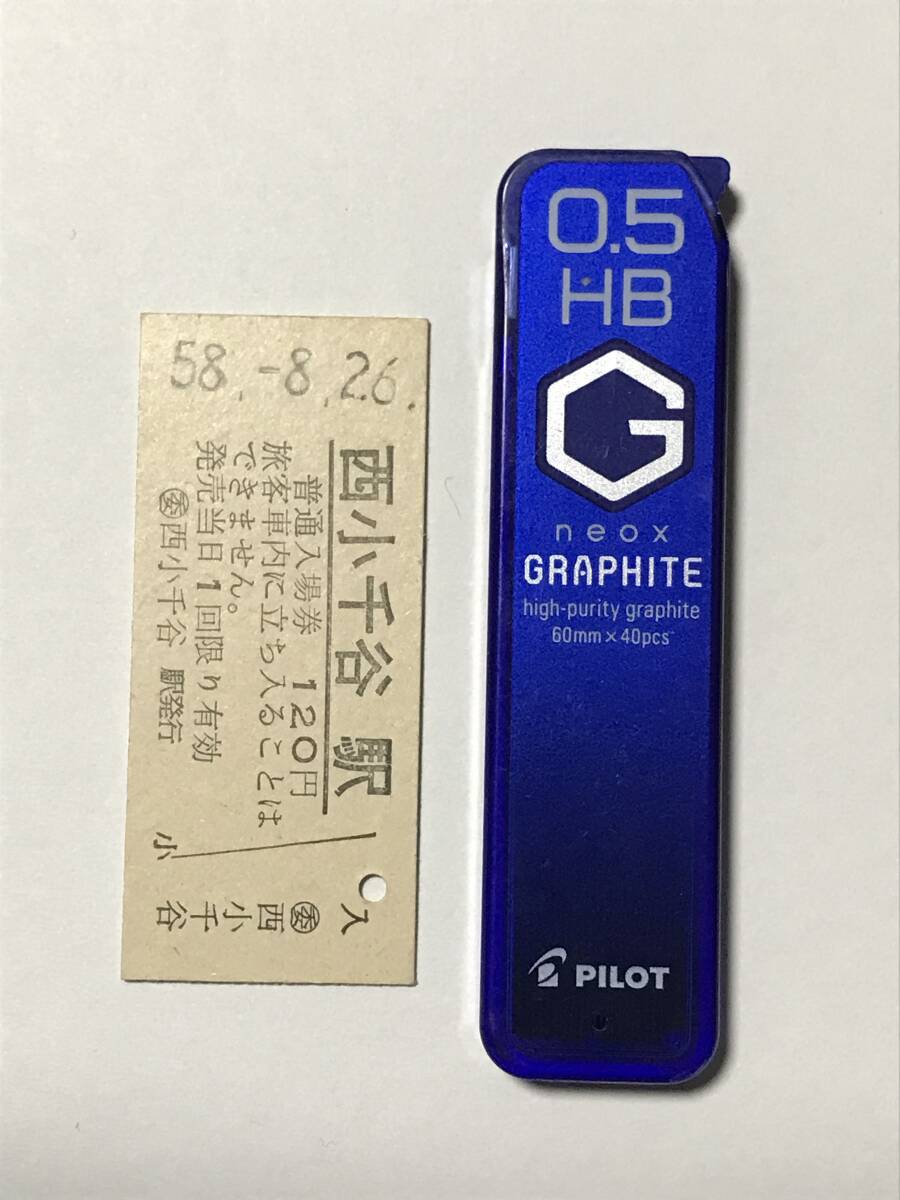 58.-8.26.
西小千谷駅
普通入場券 120円
旅客車内に立ち入ることは
できません。
発売当日1回限り有効
㊙西小千谷駅発行
小
入
㊙西小千谷
0.5
HB
G
neox
GRAPHITE
high-purity graphite
60mm×40pcs
PILOT